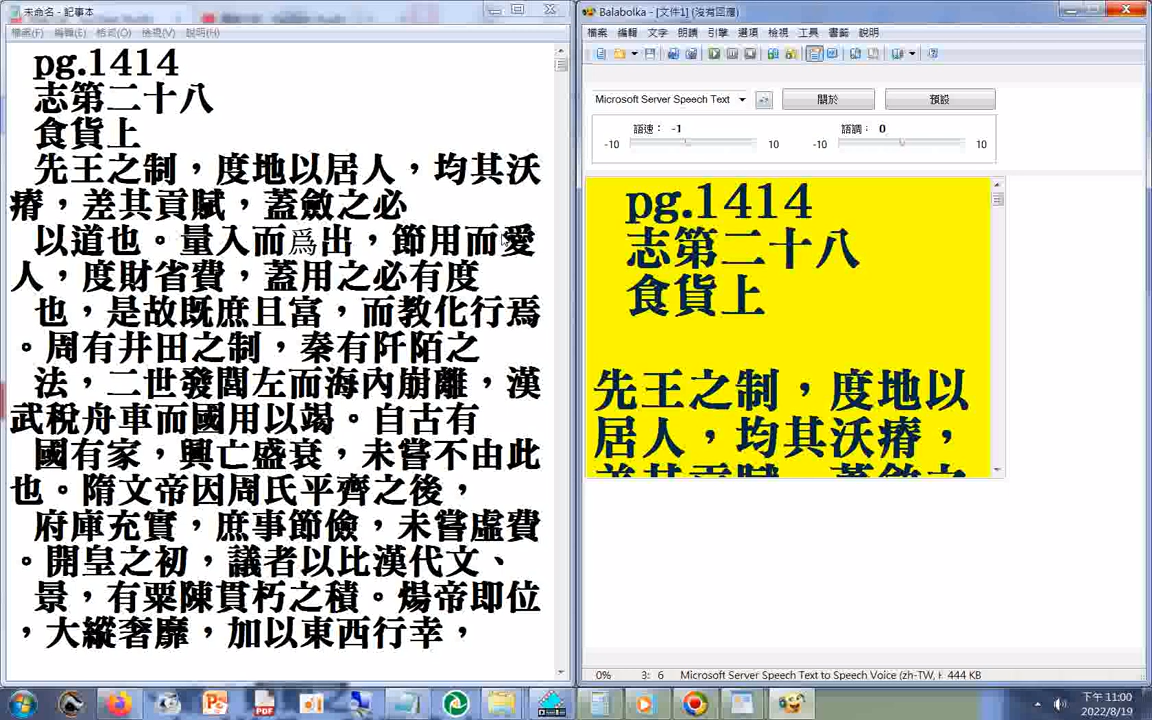 未命名 - 記事本
檔案(F) 編輯(E) 格式(O) 檢視(V) 說明(H)
pg.1414
志第二十八
食貨上
先王之制，度地以居人，均其沃
瘠，差其貢賦，蓋斂之必
以道也。量入而爲出，節用而愛
人，度財省費，蓋用之必有度
也，是故既庶且富，而教化行焉
。周有井田之制，秦有阡陌之
法，二世發閭左而海內崩離，漢
武稅舟車而國用以竭。自古有
國有家，興亡盛衰，未嘗不由此
也。隋文帝因周氏平齊之後，
府庫充實，庶事節儉，未嘗虛費
。開皇之初，議者以比漢代文、
景，有粟陳貫朽之積。煬帝即位
，大縱奢靡，加以東西行幸，
Balabolka - [文件1] (沒有回應)
檔案 編輯 文字 朗讀 引擎 選項 檢視 工具 書籤 說明
Microsoft Server Speech Text
關於
預設
語速： -1
-10 10
語調： 0
-10 10
pg.1414
志第二十八
食貨上
先王之制，度地以
居人，均其沃瘠，
差其貢賦，蓋斂之
0% 3: 6 Microsoft Server Speech Text to Speech Voice (zh-TW, H 444 KB
下午 11:00
2022/8/19